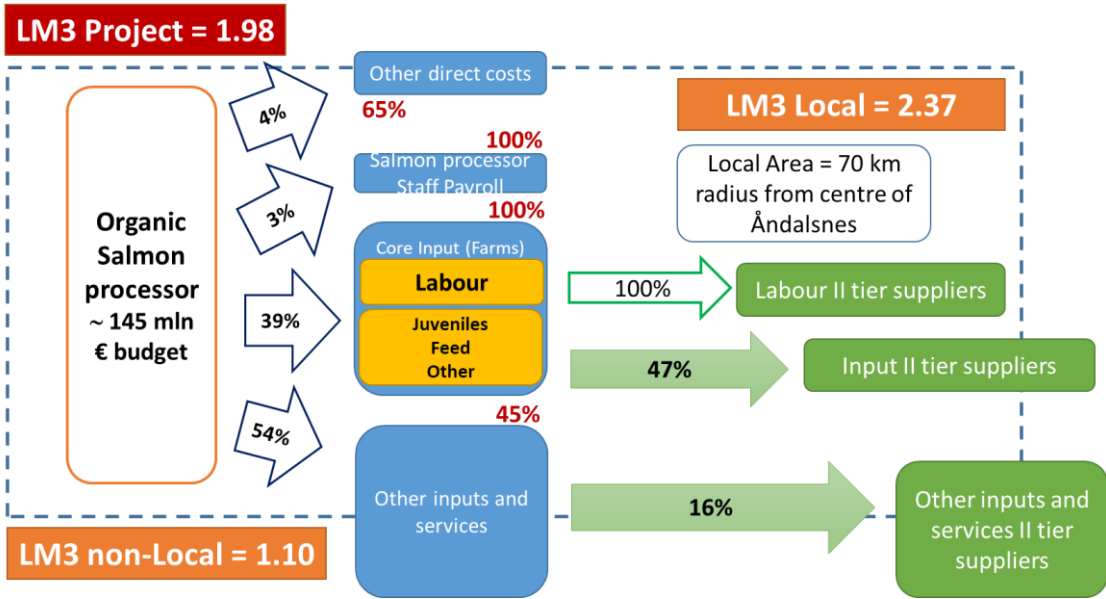 LM3 Project = 1.98
Other direct costs
4%
65%
LM3 Local = 2.37
100%
Salmon processor
Staff Payroll
3%
100%
Local Area = 70 km
radius from centre of
Åndalsnes
Organic
Salmon
processor
~ 145 mln
€ budget
Core Input (Farms)
Labour
100%
Labour II tier suppliers
39%
Juveniles
Feed
Other
47%
Input II tier suppliers
45%
54%
Other inputs and
services
16%
Other inputs and
services II tier
suppliers
LM3 non-Local = 1.10